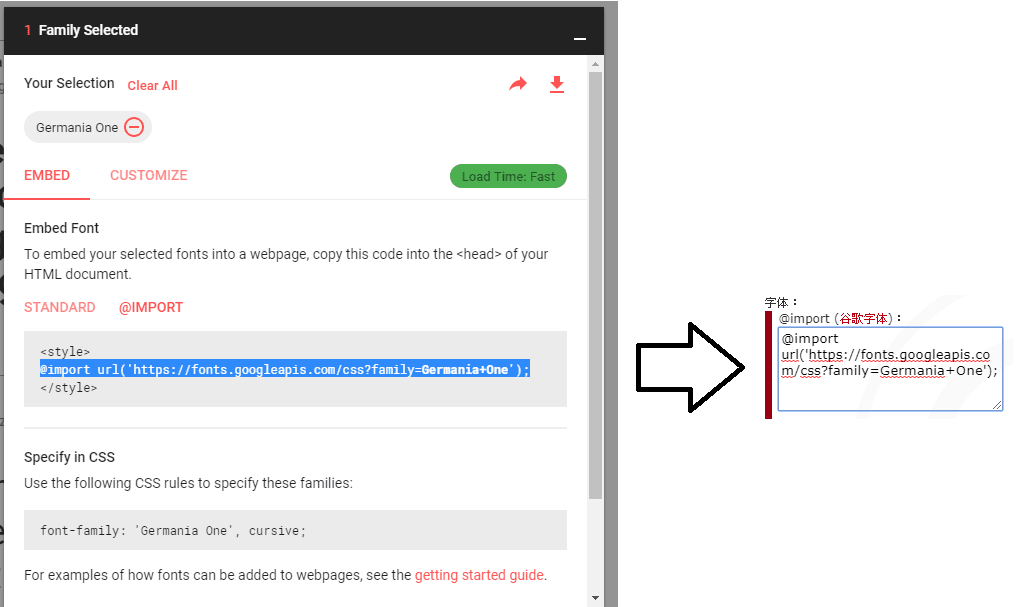 1 Family Selected
Your Selection Clear All
Germania One
EMBED CUSTOMIZE Load Time: Fast
Embed Font
To embed your selected fonts into a webpage, copy this code into the <head> of your
HTML document.
STANDARD @IMPORT
<style>
@import url('https://fonts.googleapis.com/css?family=Germania+One');
</style>
Specify in CSS
Use the following CSS rules to specify these families:
font-family: 'Germania One', cursive;
For examples of how fonts can be added to webpages, see the getting started guide.
字体：
@import (谷歌字体)：
@import
url('https://fonts.googleapis.co
m/css?family=Germania+One');